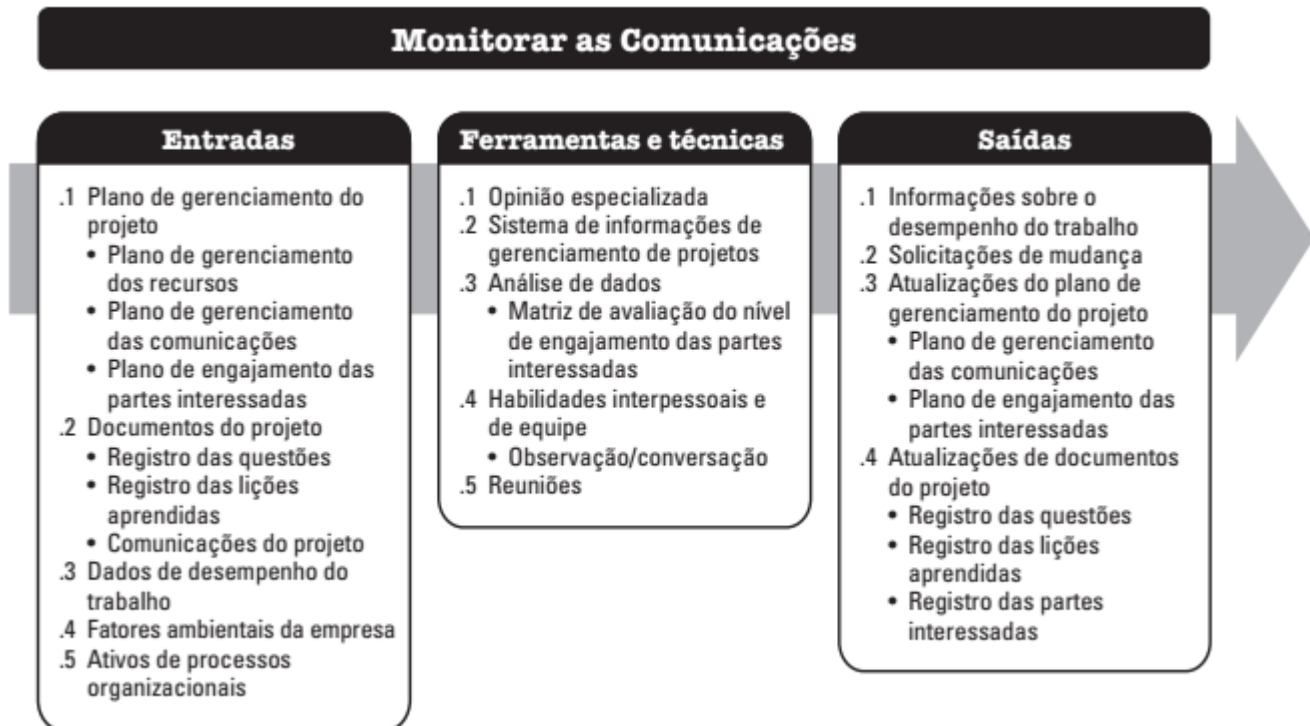 Monitorar as Comunicações
Entradas
.1 Plano de gerenciamento do
projeto
• Plano de gerenciamento
dos recursos
• Plano de gerenciamento
das comunicações
• Plano de engajamento das
partes interessadas
.2 Documentos do projeto
• Registro das questões
• Registro das lições
aprendidas
• Comunicações do projeto
.3 Dados de desempenho do
trabalho
.4 Fatores ambientais da empresa
.5 Ativos de processos
organizacionais
Ferramentas e técnicas
.1 Opinião especializada
.2 Sistema de informações de
gerenciamento de projetos
.3 Análise de dados
• Matriz de avaliação do nível
de engajamento das partes
interessadas
.4 Habilidades interpessoais e
de equipe
• Observação/conversação
.5 Reuniões
Saídas
.1 Informações sobre o
desempenho do trabalho
.2 Solicitações de mudança
.3 Atualizações do plano de
gerenciamento do projeto
• Plano de gerenciamento
das comunicações
• Plano de engajamento das
partes interessadas
.4 Atualizações de documentos
do projeto
• Registro das questões
• Registro das lições
aprendidas
• Registro das partes
interessadas